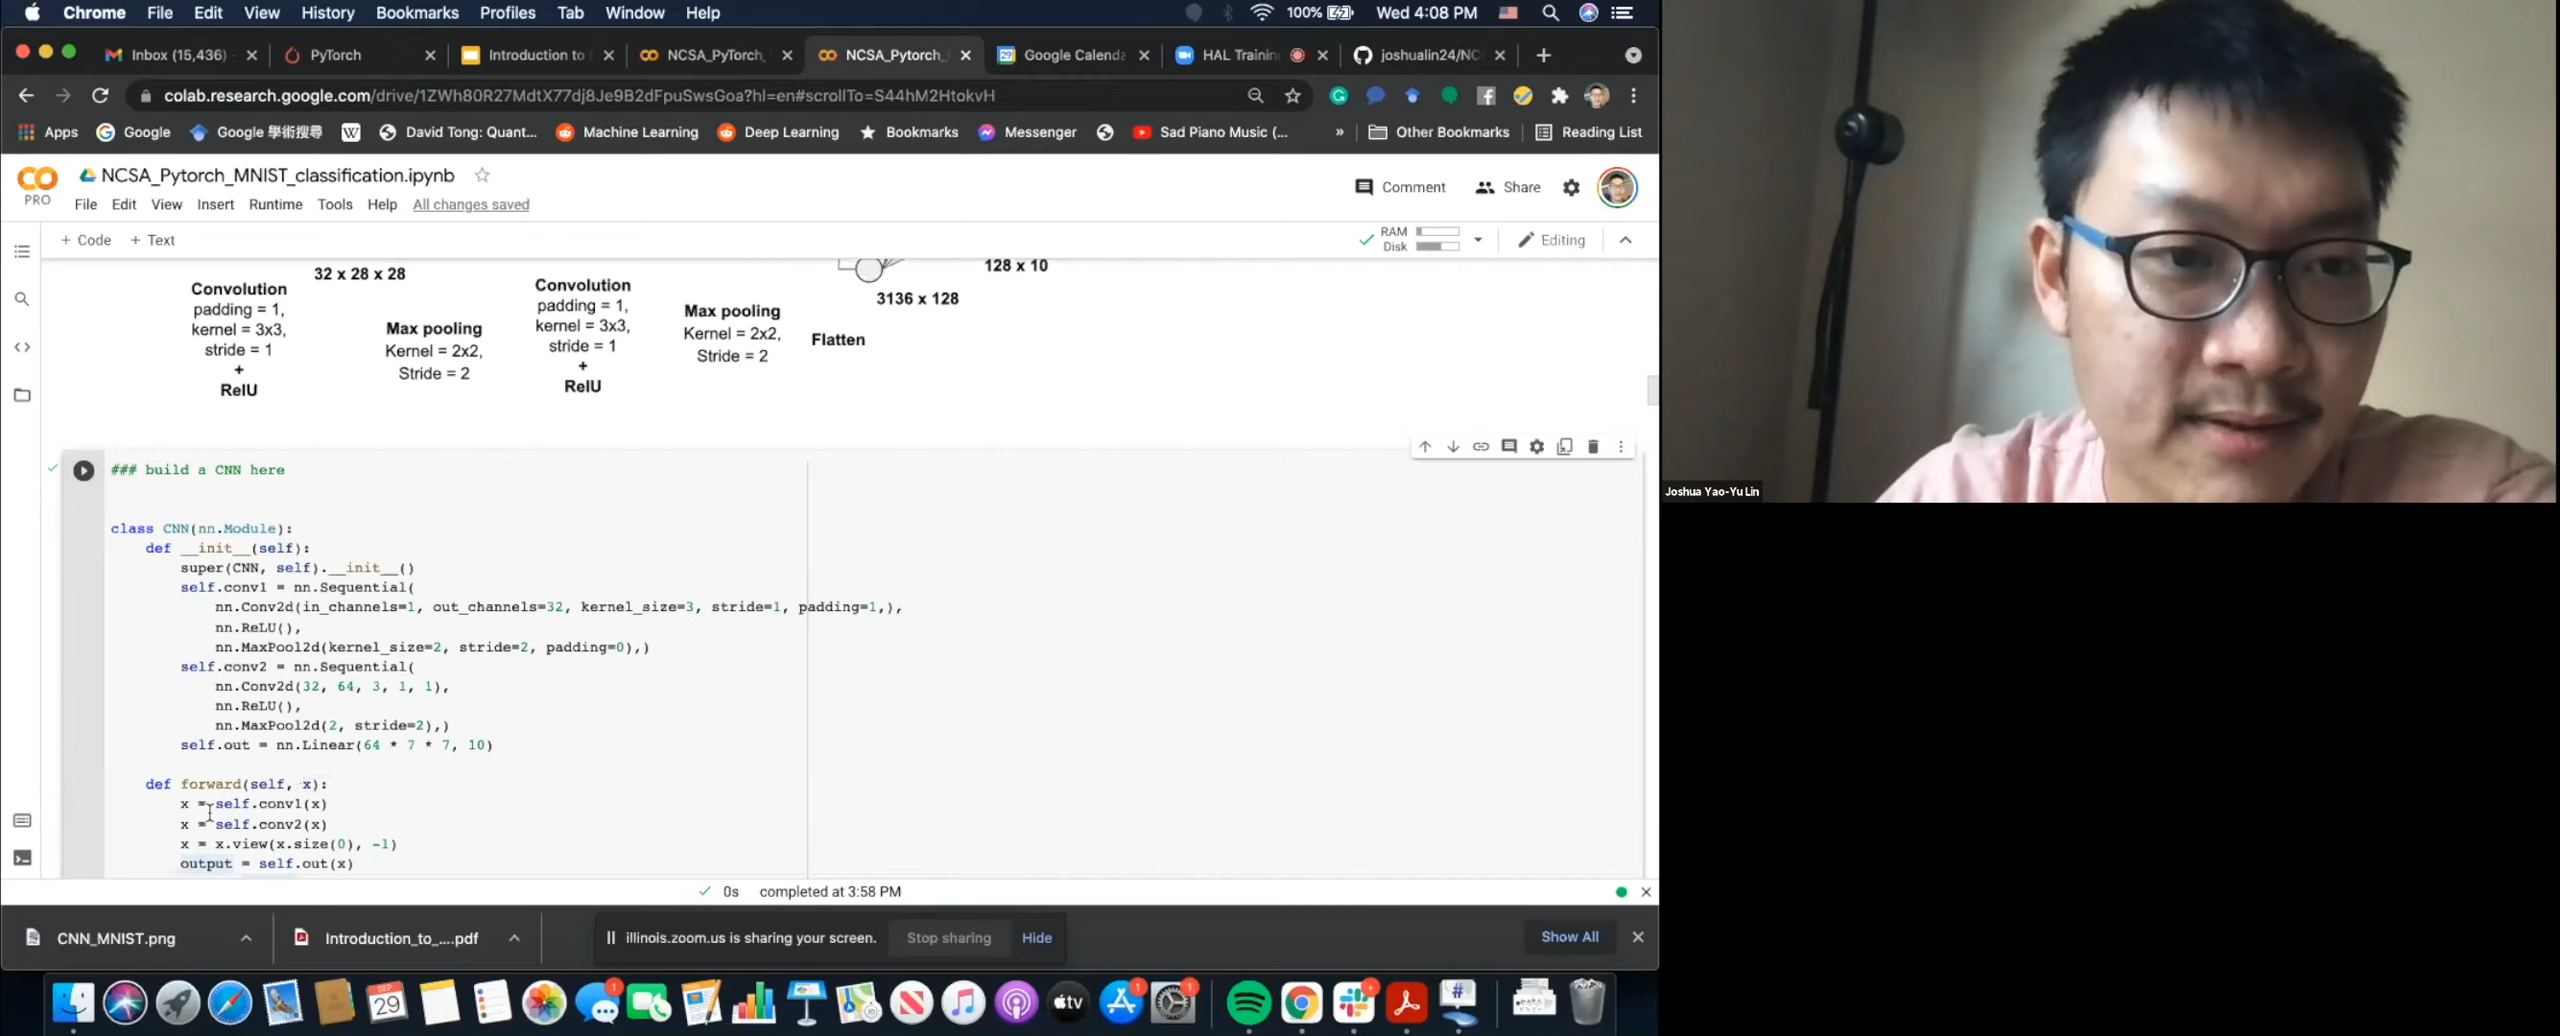 Chrome File Edit View History Bookmarks Profiles Tab Window Help 100% Wed 4:08 PM
Inbox (15,436) PyTorch Introduction to NCSA_PyTorch_ NCSA_Pytorch_ Google Calenda HAL Training joshualin24/NC
colab.research.google.com/drive/1ZWh80R27MdtX77dj8Je9B2dFpuSwsGoa?hl=en#scrollTo=S44hM2HtokvH
Apps Google Google 學術搜尋 W David Tong: Quant... Machine Learning Deep Learning Bookmarks Messenger Sad Piano Music (... » Other Bookmarks Reading List
CO
PRO
NCSA_Pytorch_MNIST_classification.ipynb
Comment Share
File Edit View Insert Runtime Tools Help All changes saved
+ Code + Text
RAM
Disk
Editing
32 x 28 x 28
128 x 10
3136 x 128
Convolution
padding = 1,
kernel = 3x3,
stride = 1
+
RelU
Max pooling
Kernel = 2x2,
Stride = 2
Convolution
padding = 1,
kernel = 3x3,
stride = 1
+
RelU
Max pooling
Kernel = 2x2,
Stride = 2
Flatten
### build a CNN here
class CNN(nn.Module):
def __init__(self):
super(CNN, self).__init__()
self.conv1 = nn.Sequential(
nn.Conv2d(in_channels=1, out_channels=32, kernel_size=3, stride=1, padding=1,),
nn.ReLU(),
nn.MaxPool2d(kernel_size=2, stride=2, padding=0),)
self.conv2 = nn.Sequential(
nn.Conv2d(32, 64, 3, 1, 1),
nn.ReLU(),
nn.MaxPool2d(2, stride=2),)
self.out = nn.Linear(64 * 7 * 7, 10)
def forward(self, x):
x = self.conv1(x)
x = self.conv2(x)
x = x.view(x.size(0), -1)
output = self.out(x)
0s completed at 3:58 PM
CNN_MNIST.png
Introduction_to_....pdf
illinois.zoom.us is sharing your screen. Stop sharing Hide
Show All
SEP
29
1
tv
1
1
#
Joshua Yao-Yu Lin